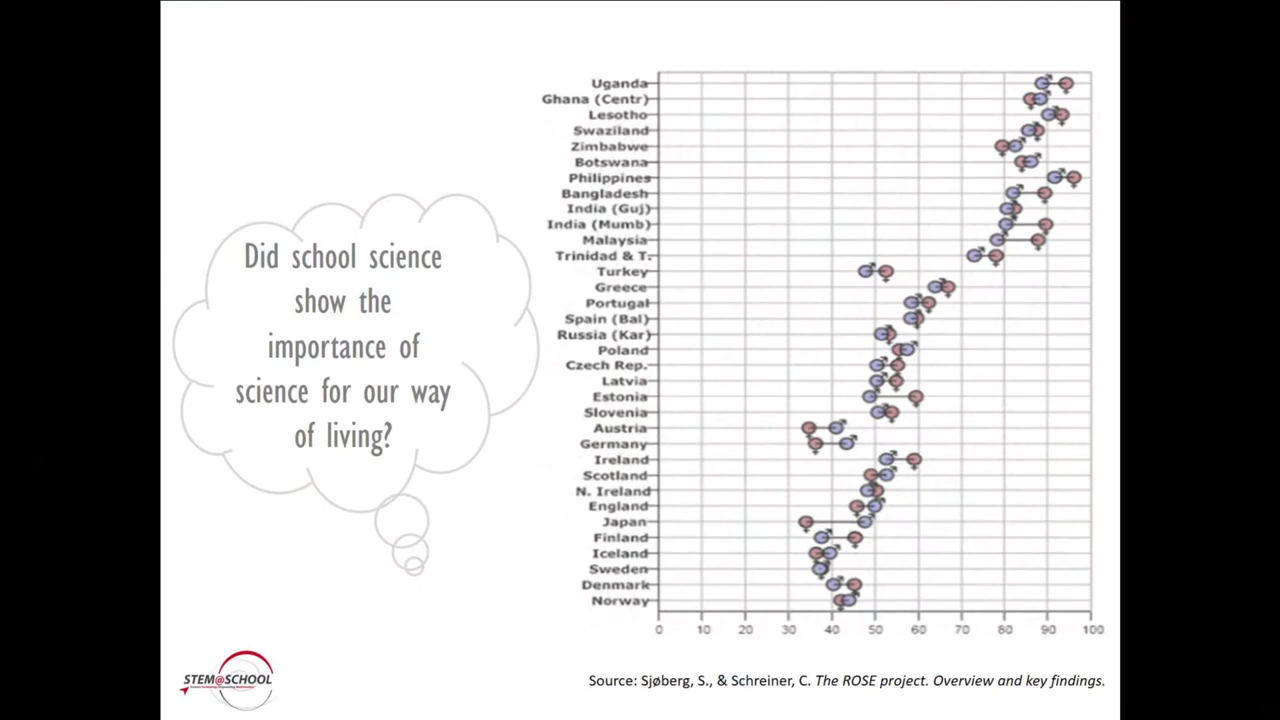 Did school science
show the
importance of
science for our way
of living?
Uganda
Ghana (Centr)
Lesotho
Swaziland
Zimbabwe
Botswana
Philippines
Bangladesh
India (Guj)
India (Mumb)
Malaysia
Trinidad & T.
Turkey
Greece
Portugal
Spain (Bal)
Russia (Kar)
Poland
Czech Rep.
Latvia
Estonia
Slovenia
Austria
Germany
Ireland
Scotland
N. Ireland
England
Japan
Finland
Iceland
Sweden
Denmark
Norway
0 10 20 30 40 50 60 70 80 90 100
STEM@SCHOOL
Source: Sjøberg, S., & Schreiner, C. The ROSE project. Overview and key findings.